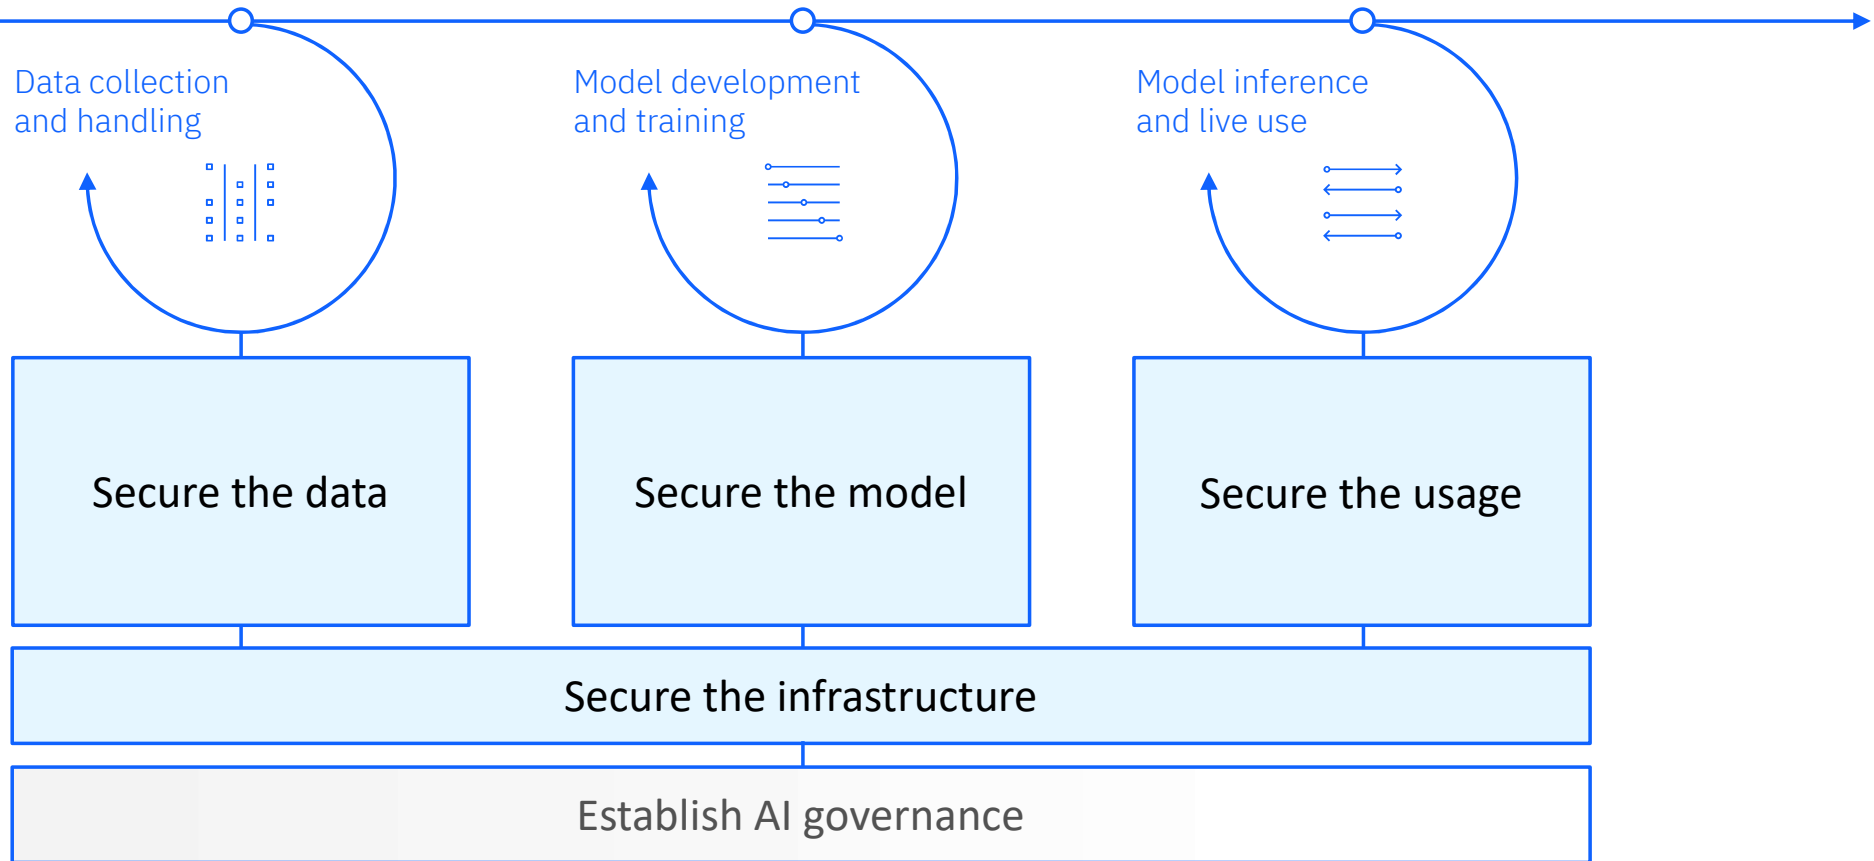 Data collection
and handling
Model development
and training
Model inference
and live use
Secure the data
Secure the model
Secure the usage
Secure the infrastructure
Establish AI governance